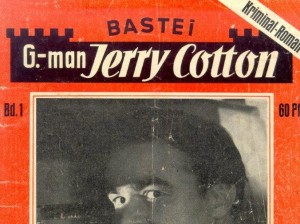 BASTEi
G.-man Jerry Cotton
Kriminal-Roman
Bd. 1
60 Pf